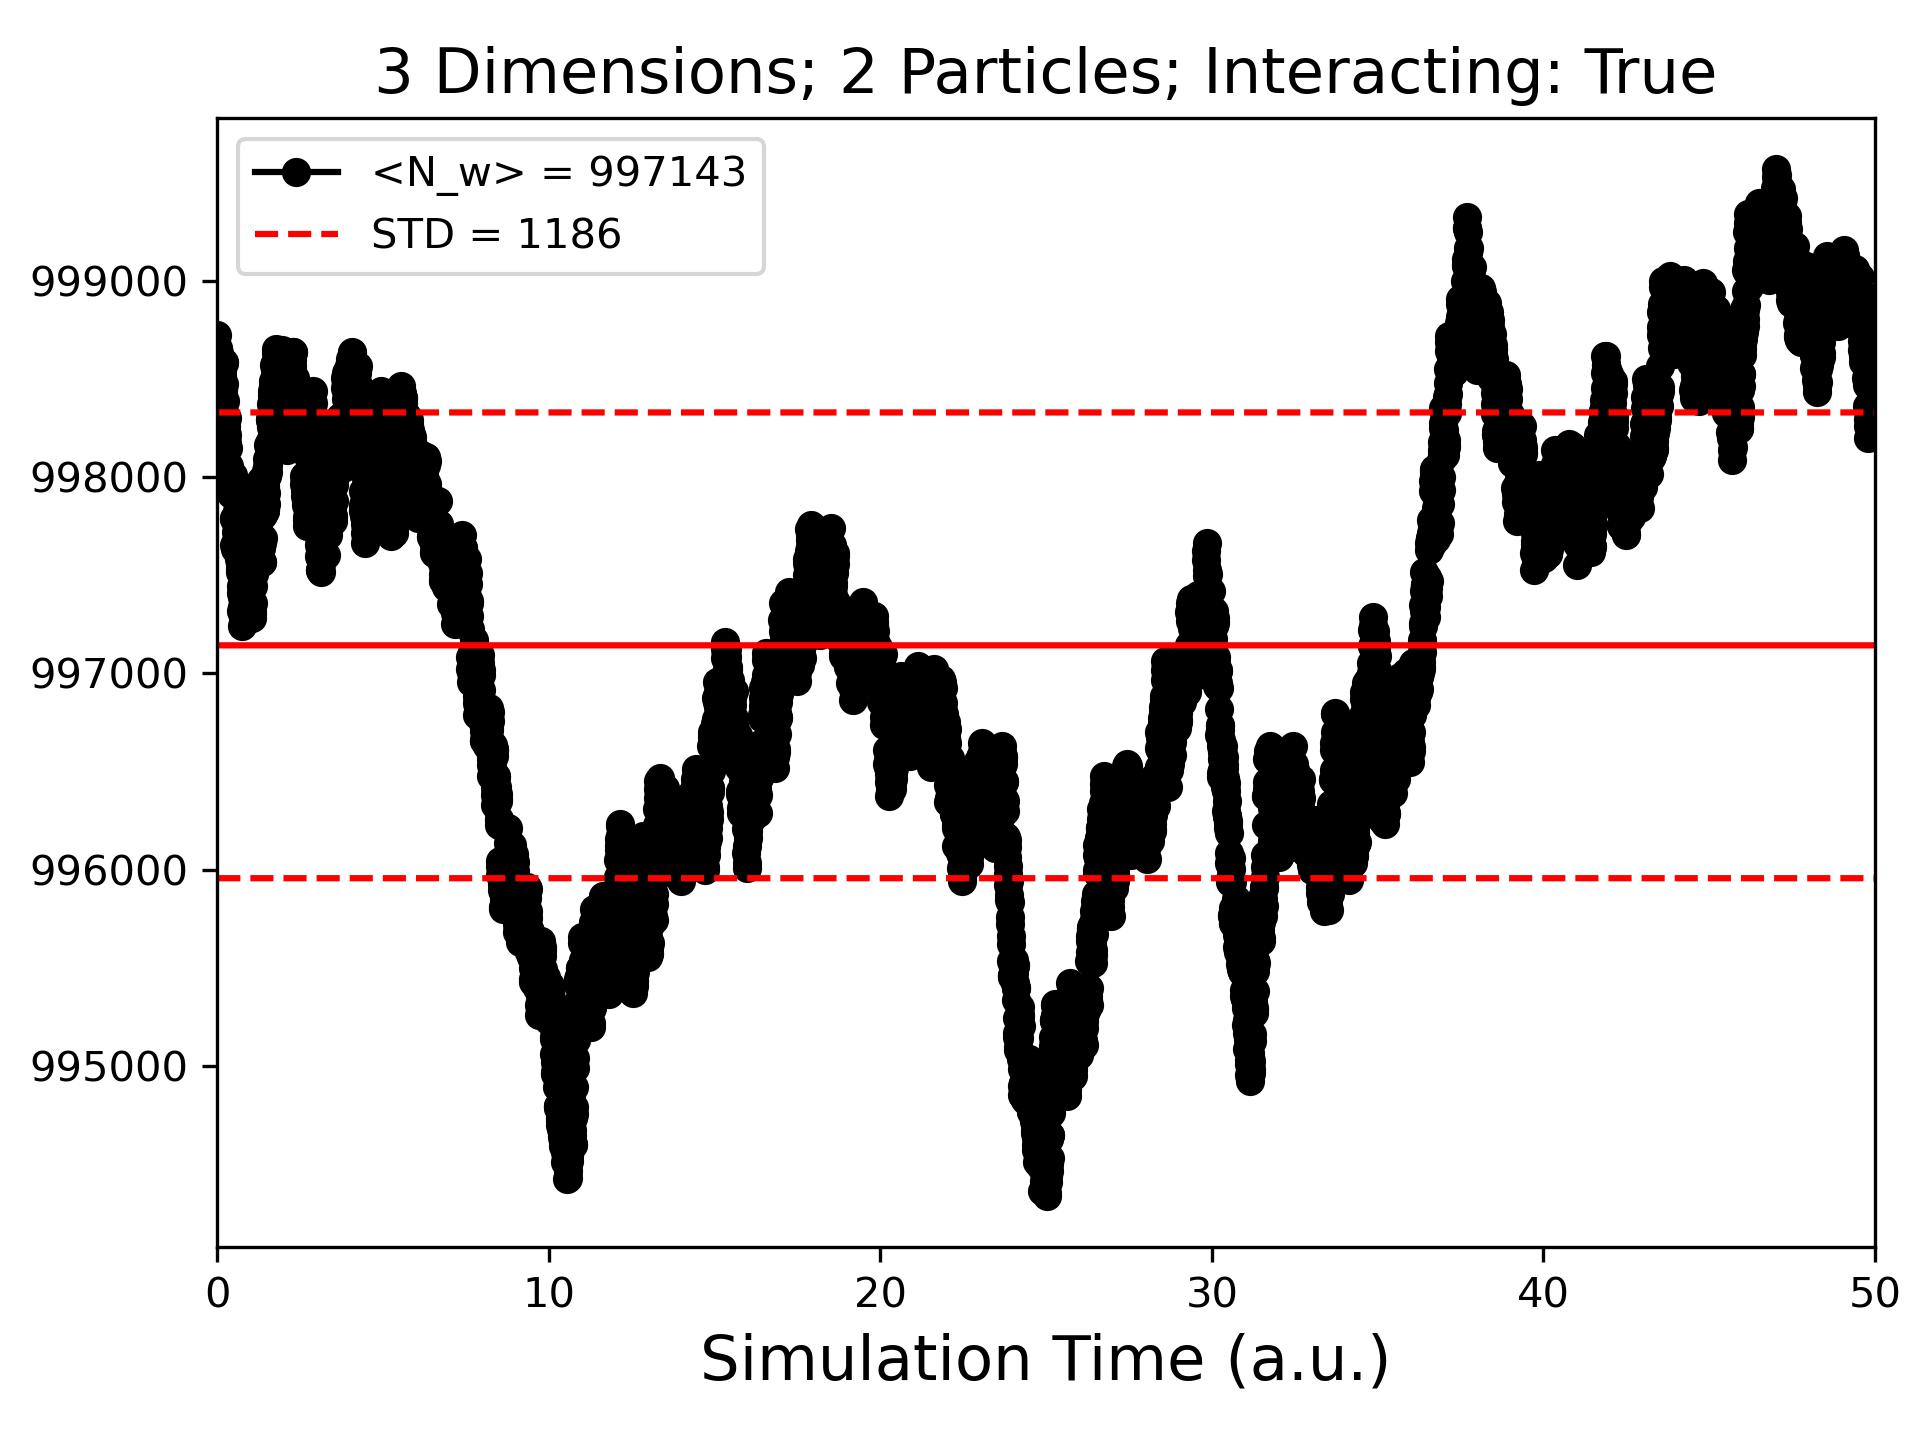 3 Dimensions; 2 Particles; Interacting: True
<N_w> = 997143
STD = 1186
999000
998000
997000
996000
995000
0 10 20 30 40 50
Simulation Time (a.u.)